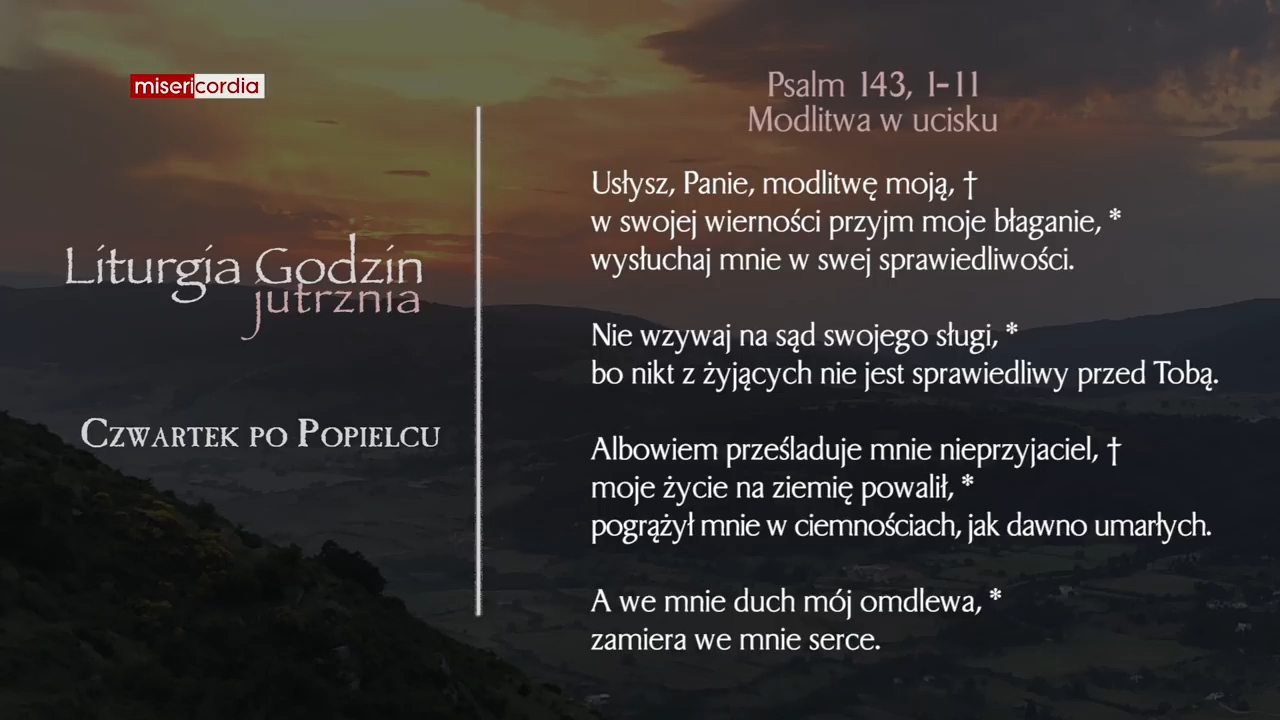 misericordia
Liturgia Godzin
jutrznia
Czwartek po Popielcu
Psalm 143, 1-11
Modlitwa w ucisku
Usłysz, Panie, modlitwę moją, †
w swojej wierności przyjm moje błaganie, *
wysłuchaj mnie w swej sprawiedliwości.
Nie wzywaj na sąd swojego sługi, *
bo nikt z żyjących nie jest sprawiedliwy przed Tobą.
Albowiem prześladuje mnie nieprzyjaciel, †
moje życie na ziemię powalił, *
pogrążył mnie w ciemnościach, jak dawno umarłych.
A we mnie duch mój omdlewa, *
zamiera we mnie serce.